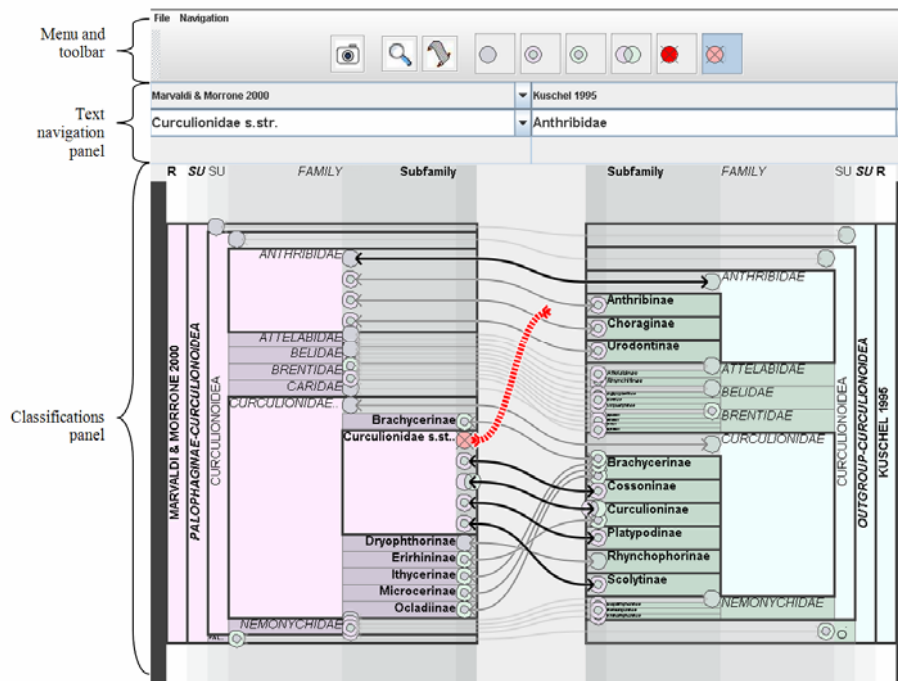 File Navigation
Menu and toolbar
Marvaldi & Morrone 2000
Kuschel 1995
Text navigation panel
Curculionidae s.str.
Anthribidae
R SU SU FAMILY Subfamily
Subfamily FAMILY SU SU R
Classifications panel
MARVALDI & MORRONE 2000
PALOPHAGINAE-CURCULIONOIDEA
CURCULIONOIDEA
ANTHRIBIDAE
ATTELABIDAE
BELIDAE
BRENTIDAE
CARIDAE
CURCULIONIDAE..
Brachycerinae
Curculionidae s.st..
Dryophthorinae
Erirhininae
Ithycerinae
Microcerinae
Ocladiinae
NEMONYCHIDAE
ANTHRIBIDAE
Anthribinae
Choraginae
Urodontinae
ATTELABIDAE
BELIDAE
BRENTIDAE
CURCULIONIDAE
Brachycerinae
Cossoninae
Curculioninae
Platypodinae
Rhynchophorinae
Scolytinae
NEMONYCHIDAE
CURCULIONOIDEA
OUTGROUP-CURCULIONOIDEA
KUSCHEL 1995